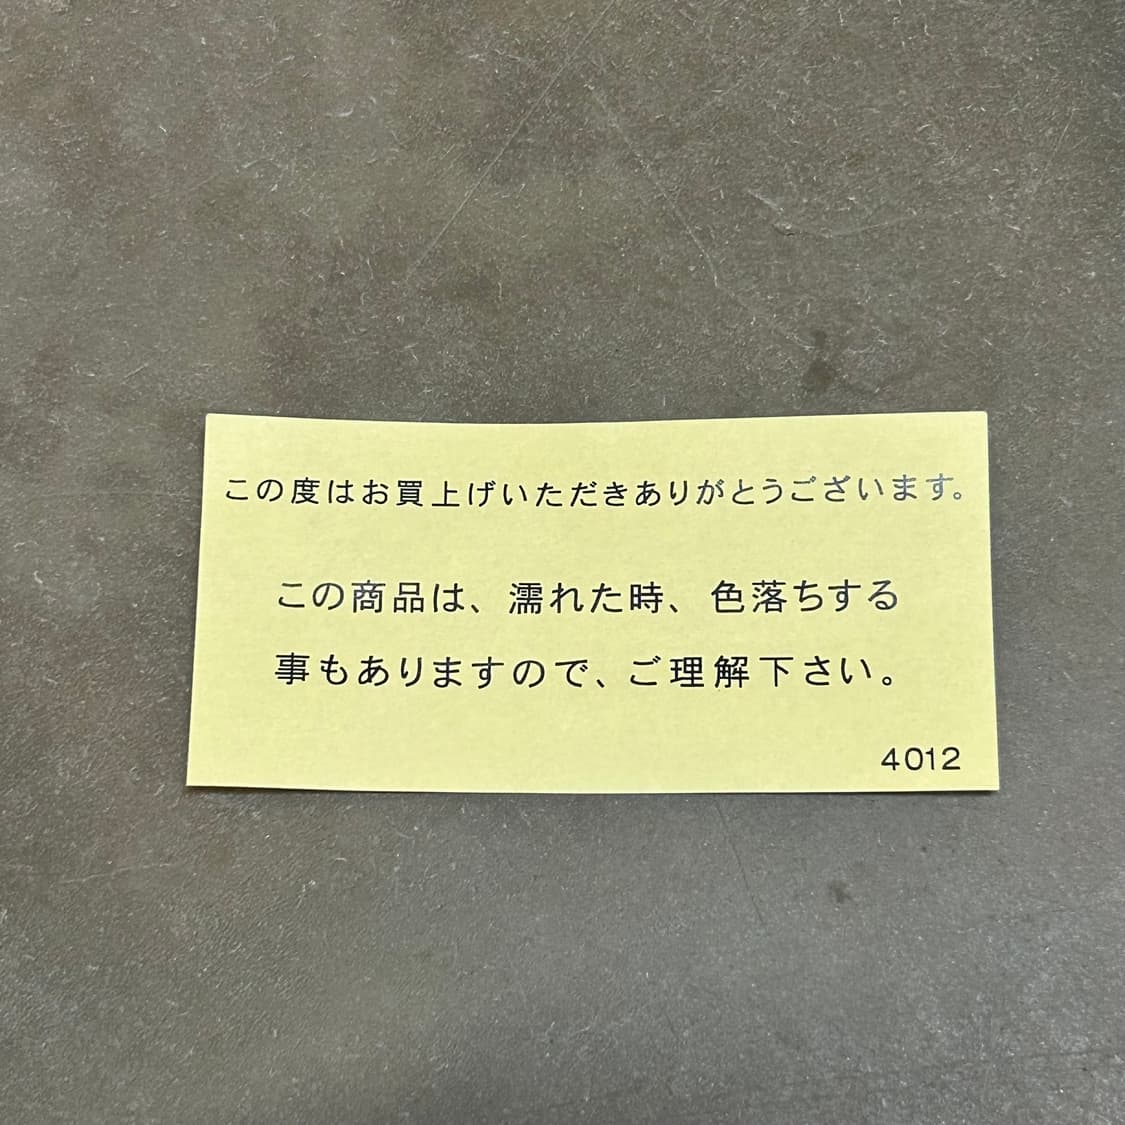 この度はお買上げいただきありがとうございます。
この商品は、濡れた時、色落ちする
事もありますので、ご理解下さい。
4012